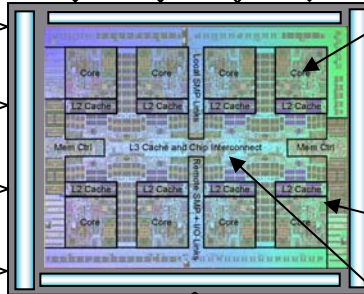 Core Core Core Core
L2 Cache L2 Cache L2 Cache L2 Cache
Local SMP Links
Mem Ctrl L3 Cache and Chip Interconnect Mem Ctrl
Remote SMP + I/O Links
L2 Cache L2 Cache L2 Cache L2 Cache
Core Core Core Core